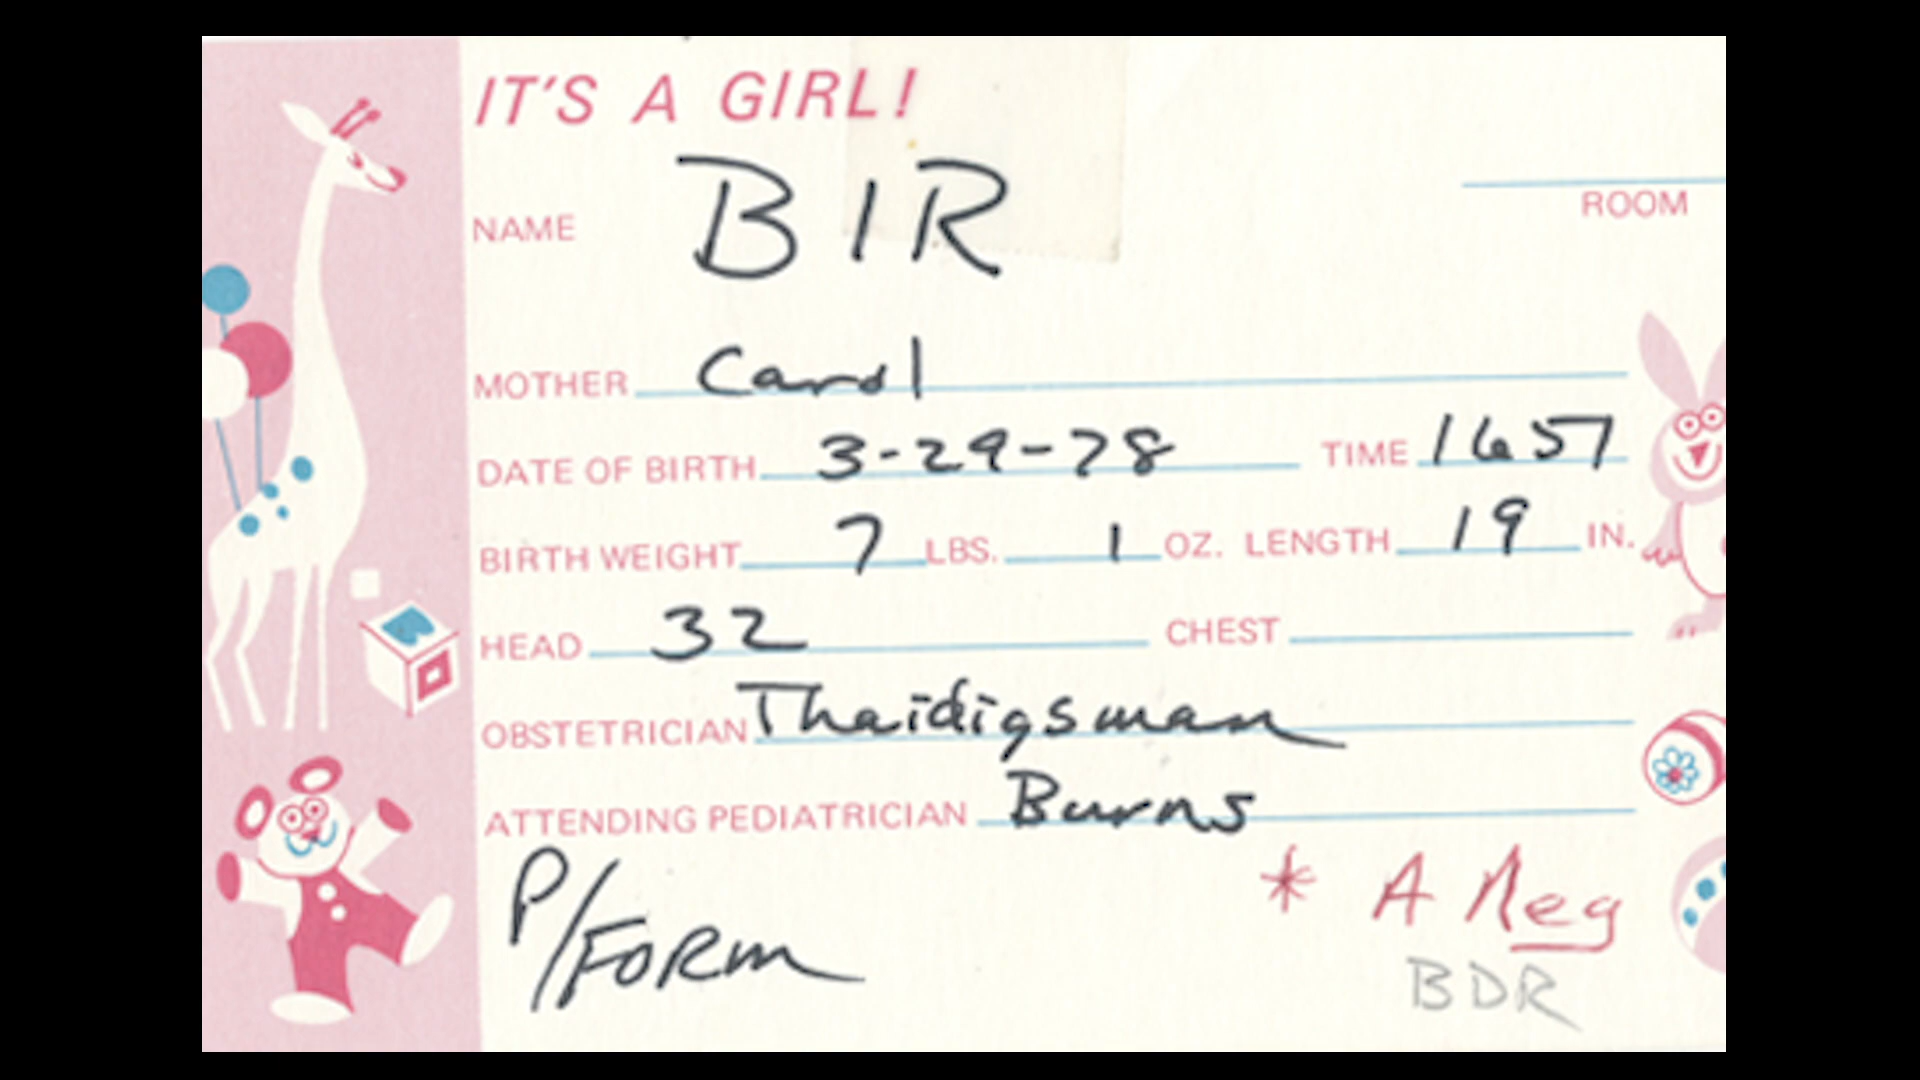 IT'S A GIRL!
NAME BIR
ROOM
MOTHER Carol
DATE OF BIRTH 3-29-78 TIME 1657
BIRTH WEIGHT 7 LBS. 1 OZ. LENGTH 19 IN.
HEAD 32 CHEST
OBSTETRICIAN Thaidigsman
ATTENDING PEDIATRICIAN Burns
P/FORM
* A Neg
BDR